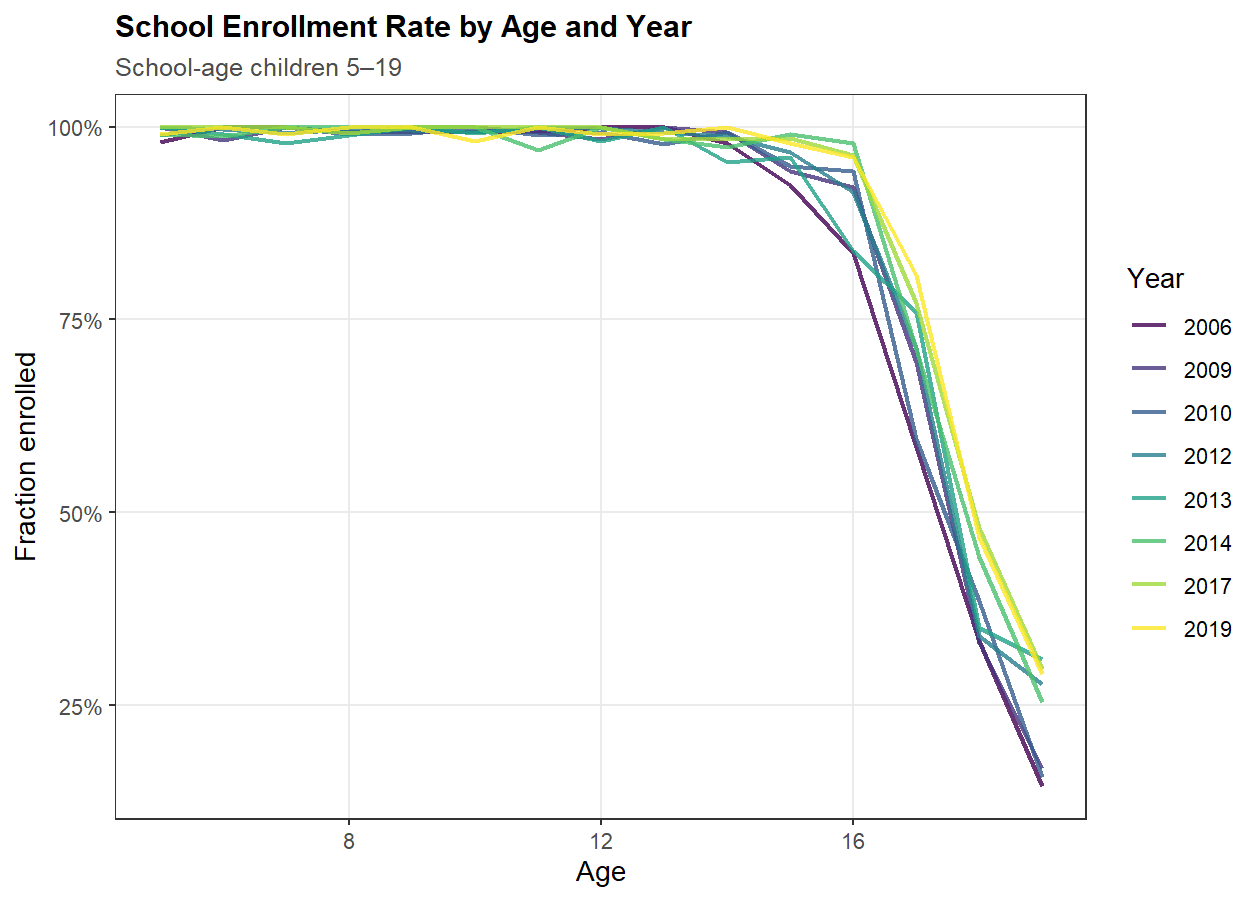 School Enrollment Rate by Age and Year
School-age children 5–19
100%
75%
50%
25%
Fraction enrolled
8 12 16
Age
Year
2006
2009
2010
2012
2013
2014
2017
2019